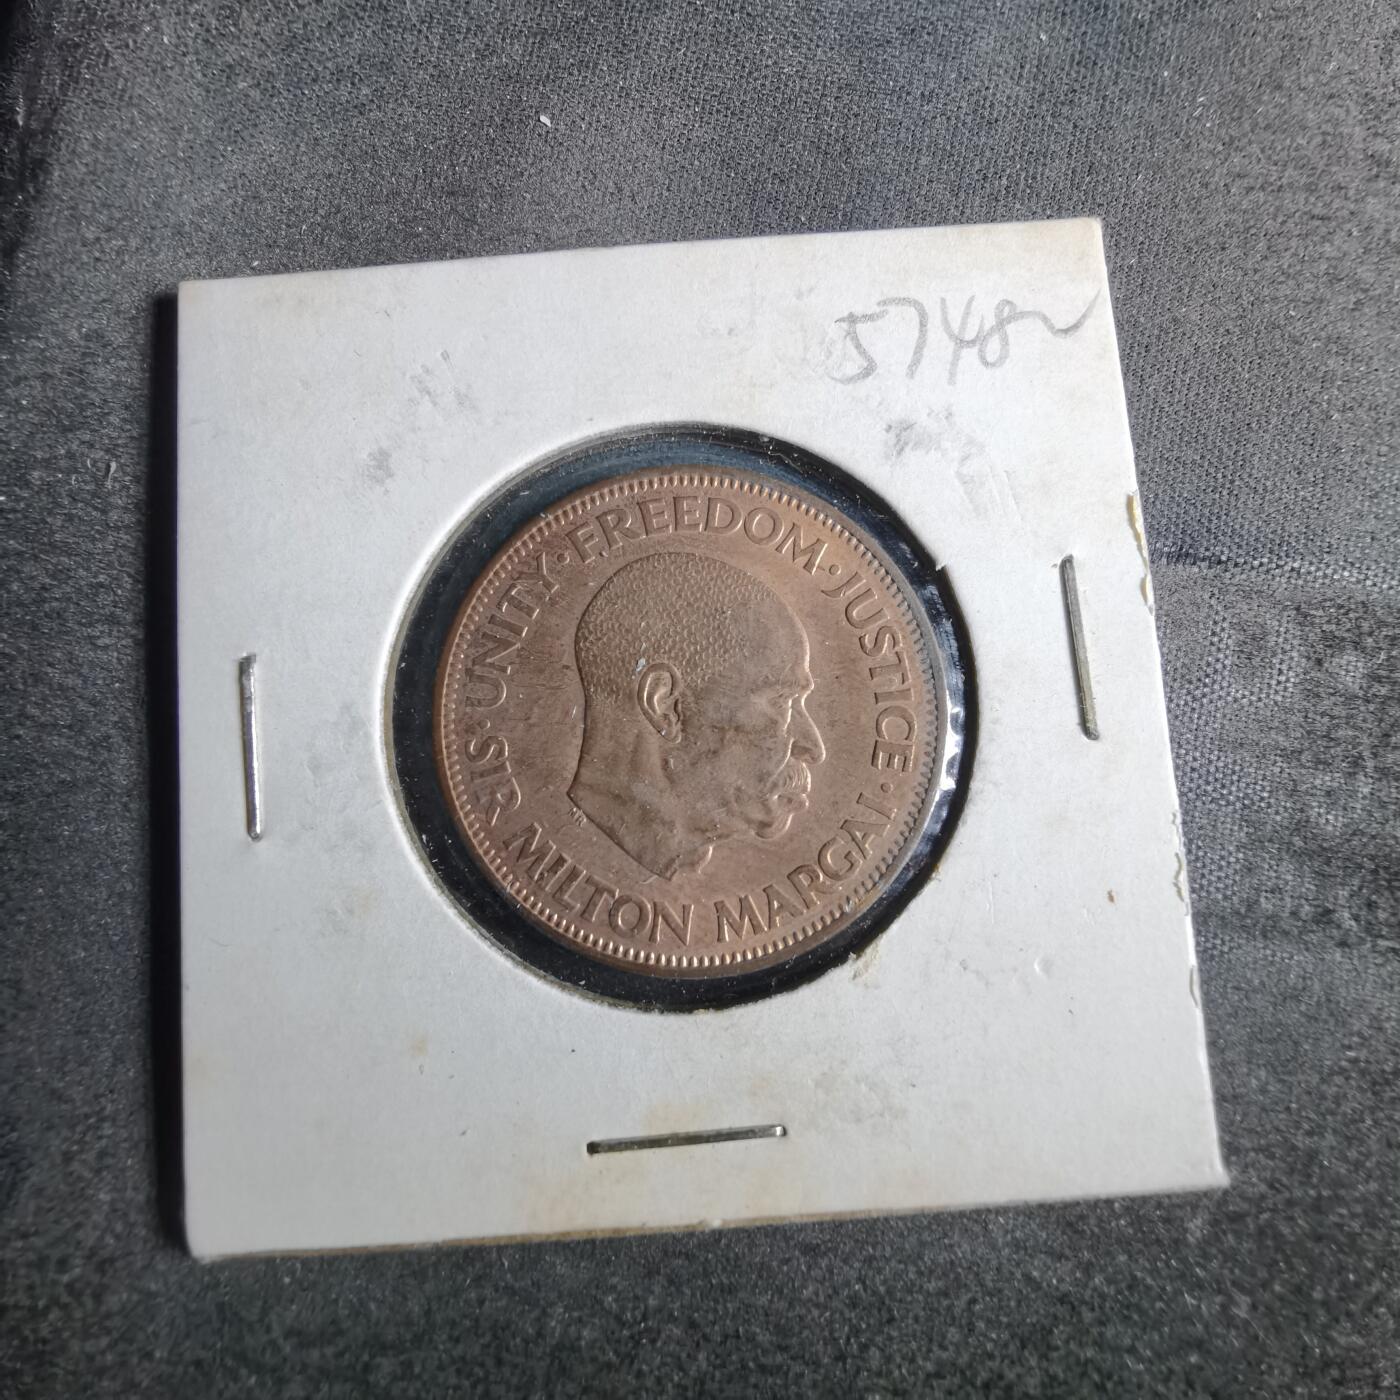 5748
UNITY · FREEDOM · JUSTICE ·
SIR MILTON MARGAI ·